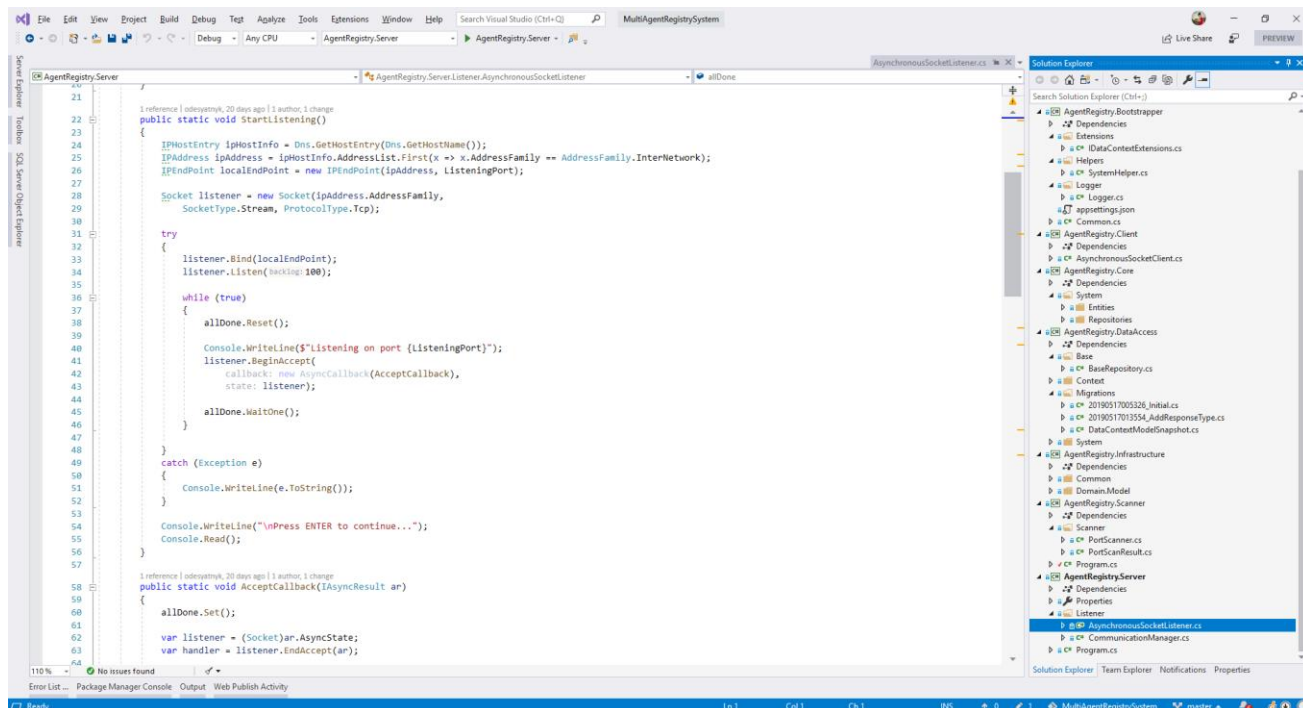 File Edit View Project Build Debug Test Analyze Tools Extensions Window Help Search Visual Studio (Ctrl+Q) MultiAgentRegistrySystem
Debug Any CPU AgentRegistry.Server AgentRegistry.Server Live Share PREVIEW
Server Explorer
Toolbox
SQL Server Object Explorer
AsynchronousSocketListener.cs
AgentRegistry.Server AgentRegistry.Server.Listener.AsynchronousSocketListener allDone
20 }
21
1 reference | odesyatnyk, 20 days ago | 1 author, 1 change
22 public static void StartListening()
23 {
24 IPHostEntry ipHostInfo = Dns.GetHostEntry(Dns.GetHostName());
25 IPAddress ipAddress = ipHostInfo.AddressList.First(x => x.AddressFamily == AddressFamily.InterNetwork);
26 IPEndPoint localEndPoint = new IPEndPoint(ipAddress, ListeningPort);
27
28 Socket listener = new Socket(ipAddress.AddressFamily,
29 SocketType.Stream, ProtocolType.Tcp);
30
31 try
32 {
33 listener.Bind(localEndPoint);
34 listener.Listen(backlog: 100);
35
36 while (true)
37 {
38 allDone.Reset();
39
40 Console.WriteLine($"Listening on port {ListeningPort}");
41 listener.BeginAccept(
42 callback: new AsyncCallback(AcceptCallback),
43 state: listener);
44
45 allDone.WaitOne();
46 }
47
48 }
49 catch (Exception e)
50 {
51 Console.WriteLine(e.ToString());
52 }
53
54 Console.WriteLine("\nPress ENTER to continue...");
55 Console.Read();
56 }
57
1 reference | odesyatnyk, 20 days ago | 1 author, 1 change
58 public static void AcceptCallback(IAsyncResult ar)
59 {
60 allDone.Set();
61
62 var listener = (Socket)ar.AsyncState;
63 var handler = listener.EndAccept(ar);
64
110 % No issues found
Error List ... Package Manager Console Output Web Publish Activity
Solution Explorer
Search Solution Explorer (Ctrl+;)
AgentRegistry.Bootstrapper
Dependencies
Extensions
IDataContextExtensions.cs
Helpers
SystemHelper.cs
Logger
Logger.cs
appsettings.json
Common.cs
AgentRegistry.Client
Dependencies
AsynchronousSocketClient.cs
AgentRegistry.Core
Dependencies
System
Entities
Repositories
AgentRegistry.DataAccess
Dependencies
Base
BaseRepository.cs
Context
Migrations
20190517005326_Initial.cs
20190517013554_AddResponseType.cs
DataContextModelSnapshot.cs
System
AgentRegistry.Infrastructure
Dependencies
Common
Domain.Model
AgentRegistry.Scanner
Dependencies
Scanner
PortScanner.cs
PortScanResult.cs
Program.cs
AgentRegistry.Server
Dependencies
Properties
Listener
AsynchronousSocketListener.cs
CommunicationManager.cs
Program.cs
Solution Explorer Team Explorer Notifications Properties
Ready Ln 1 Col 1 Ch 1 INS 0 1 MultiAgentRegistrySystem master